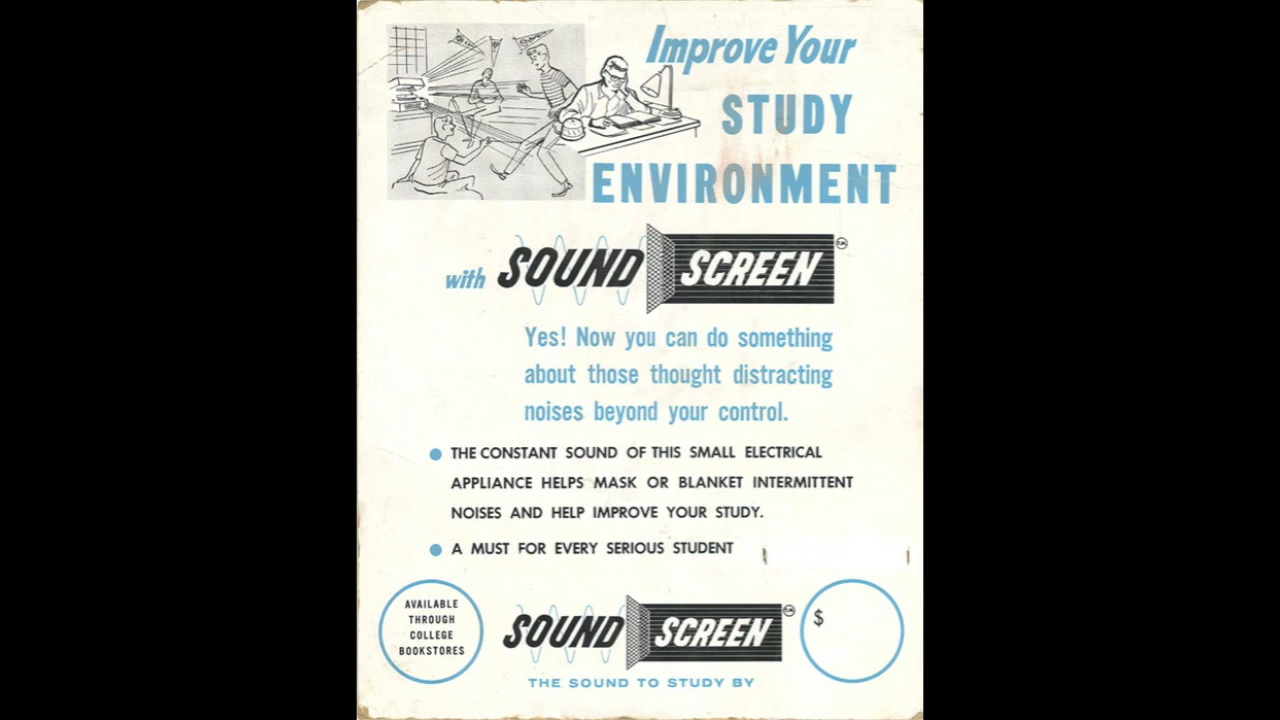 Improve Your
STUDY
ENVIRONMENT
with SOUND SCREEN
Yes! Now you can do something
about those thought distracting
noises beyond your control.
THE CONSTANT SOUND OF THIS SMALL ELECTRICAL
APPLIANCE HELPS MASK OR BLANKET INTERMITTENT
NOISES AND HELP IMPROVE YOUR STUDY.
A MUST FOR EVERY SERIOUS STUDENT
AVAILABLE
THROUGH
COLLEGE
BOOKSTORES
SOUND SCREEN
$
THE SOUND TO STUDY BY